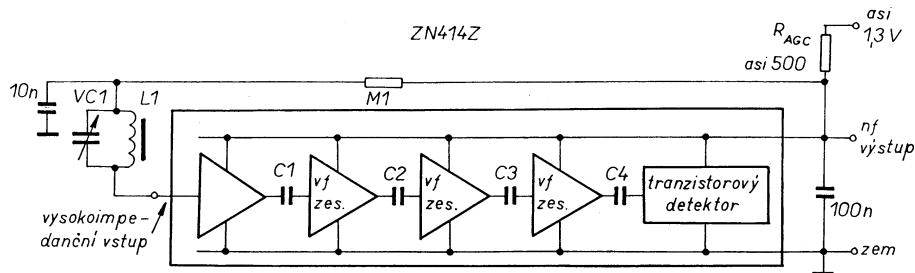 ZN414Z
asi
1,3 V
R_AGC
asi 500
10n
VC1
L1
M1
nf
výstup
C1
C2
C3
C4
vf
zes.
vf
zes.
vf
zes.
tranzistorový
detektor
100n
vysokoimpe-
danční vstup
zem